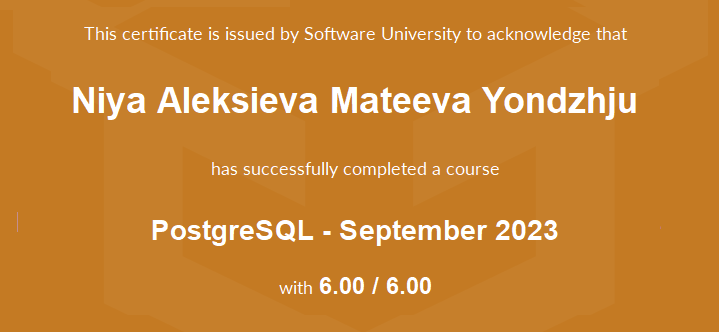 This certificate is issued by Software University to acknowledge that
Niya Aleksieva Mateeva Yondzhju
has successfully completed a course
PostgreSQL - September 2023
with 6.00 / 6.00